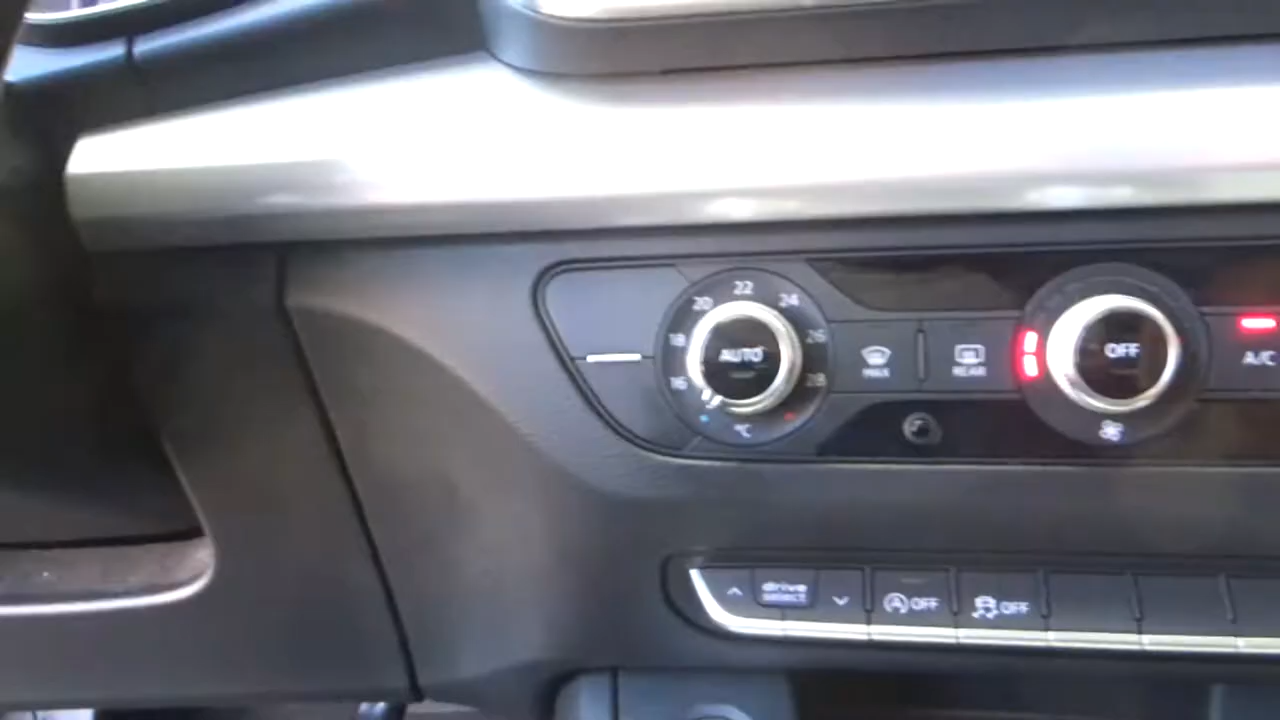 22
20
24
18
26
AUTO
16
28
°C
MAX
REAR
OFF
A/C
drive
select
A OFF
OFF